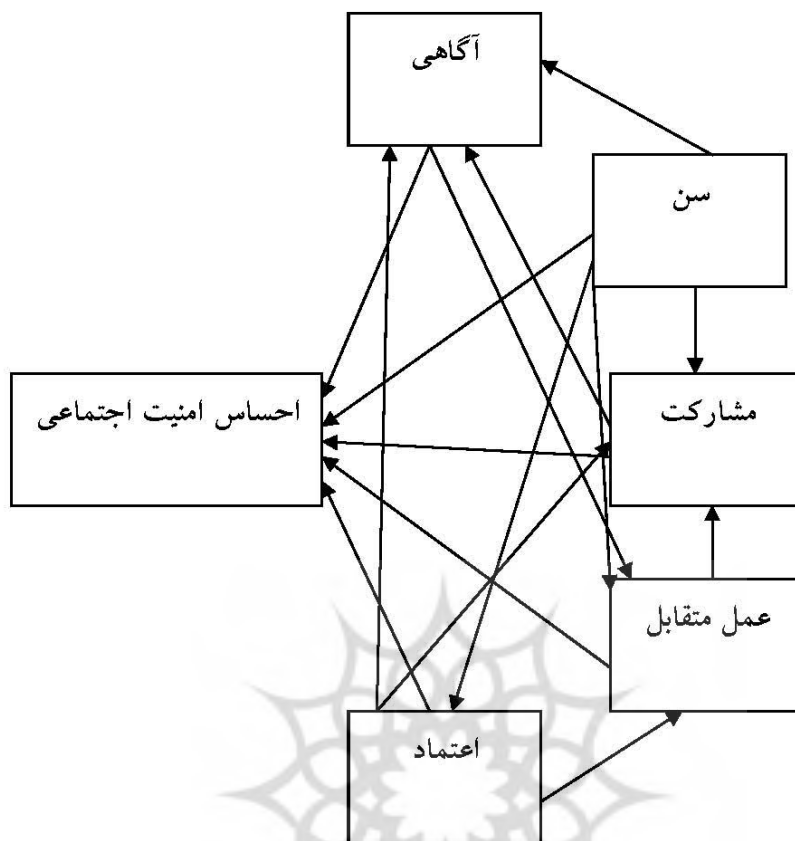 آگاهی
سن
احساس امنیت اجتماعی
مشارکت
عمل متقابل
اعتماد